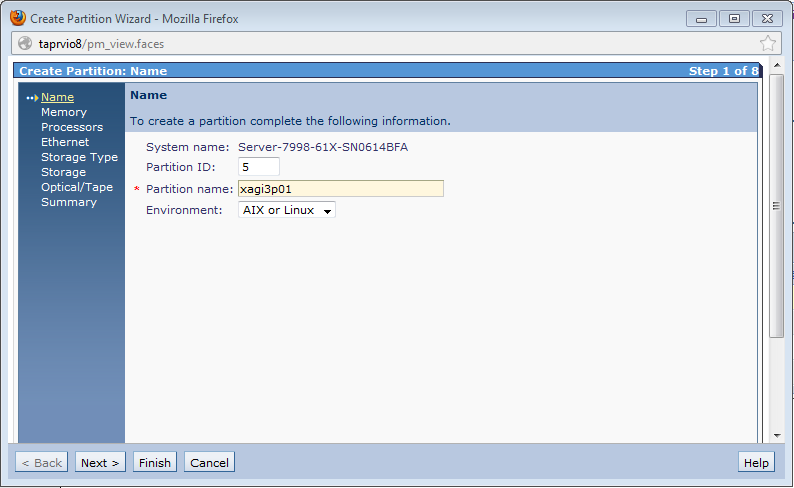 Create Partition Wizard - Mozilla Firefox
taprvio8/pm_view.faces
Create Partition: Name Step 1 of 8
Name
Memory
Processors
Ethernet
Storage Type
Storage
Optical/Tape
Summary
Name
To create a partition complete the following information.
System name: Server-7998-61X-SN0614BFA
Partition ID: 5
* Partition name: xagi3p01
Environment: AIX or Linux
< Back Next > Finish Cancel Help